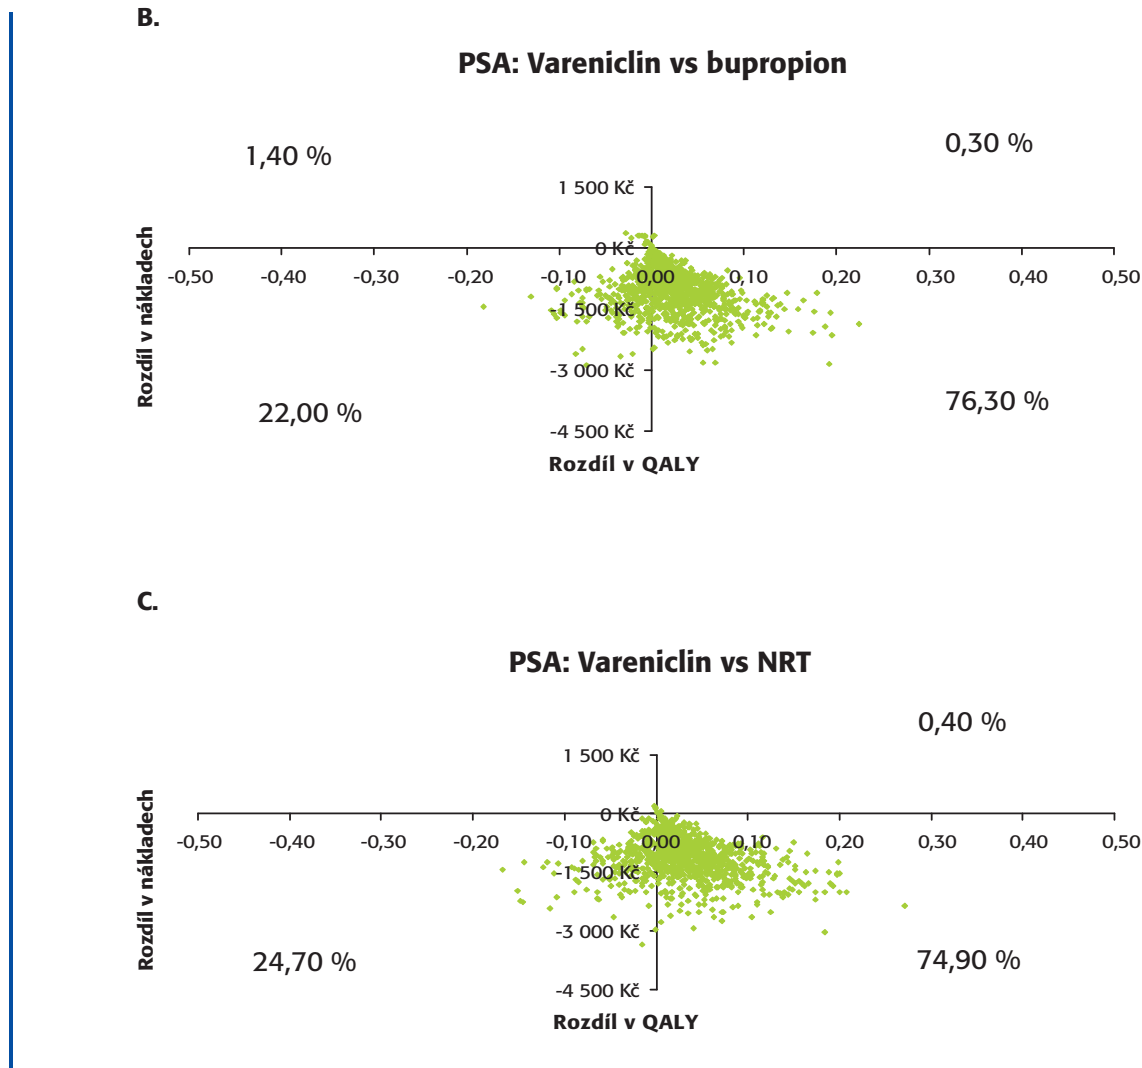 B.
PSA: Vareniclin vs bupropion
1,40 %
0,30 %
1 500 Kč
0 Kč
-0,50 -0,40 -0,30 -0,20 -0,10 0,00 0,10 0,20 0,30 0,40 0,50
-1 500 Kč
-3 000 Kč
-4 500 Kč
Rozdíl v nákladech
22,00 %
76,30 %
Rozdíl v QALY
C.
PSA: Vareniclin vs NRT
0,40 %
1 500 Kč
0 Kč
-0,50 -0,40 -0,30 -0,20 -0,10 0,00 0,10 0,20 0,30 0,40 0,50
-1 500 Kč
-3 000 Kč
-4 500 Kč
Rozdíl v nákladech
24,70 %
74,90 %
Rozdíl v QALY